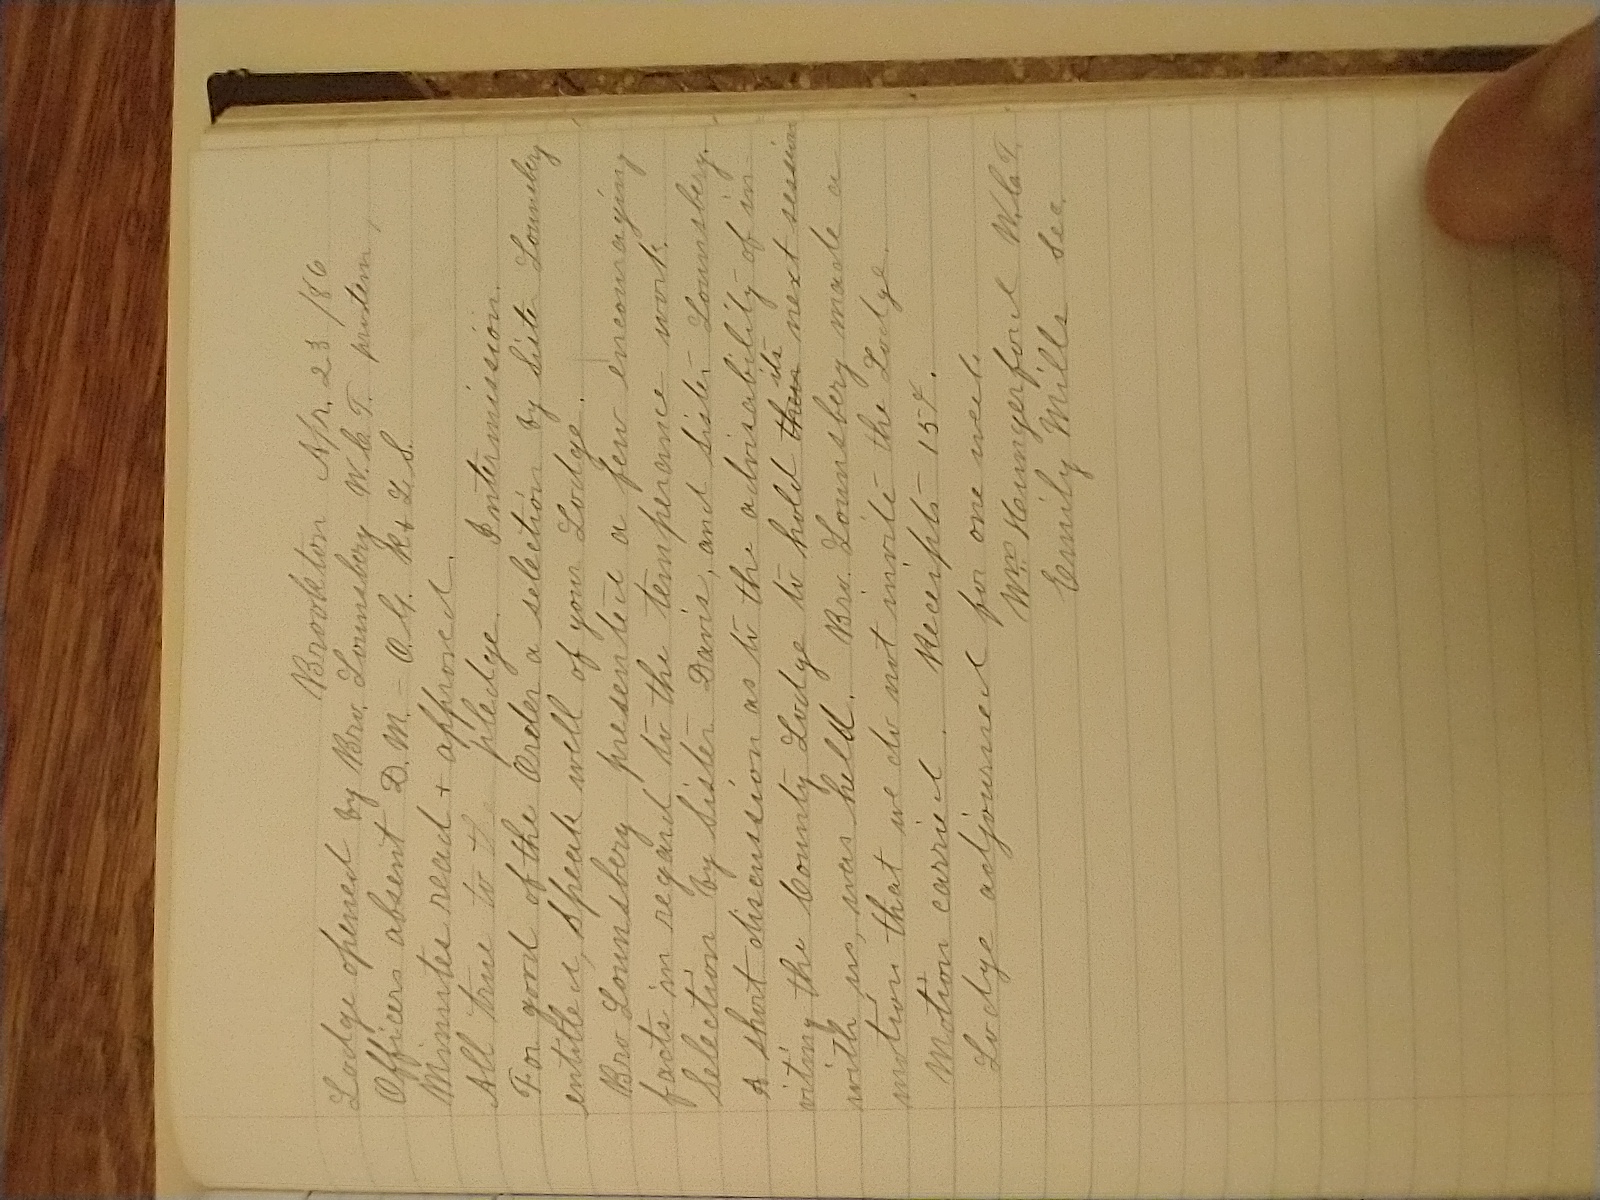 Brookton Apr. 23 /86
Lodge opened by Bro. Lounsbery W.C.T. protem,
Officers absent D.M. - O.G. R + L S.
Minutes read + approved.
All true to the pledge. Intermission.
For good of the Order a selection by Sister Lounsbery
entitled, Speak well of your Lodge.
Bro Lounsbery presented a few encouraging
facts in regard to the temperance work.
Selection by Sister Davis, and Sister Lounsbery.
A short discussion as to the advisability of in
viting the County Lodge to hold their its next session
with us, was held. Bro. Lounsbery made a
motion that we do not invite the Lodge.
Motion carried. Receipts 15¢.
Lodge adjourned for one week
Wm Hungerford W.C.T.
Emily Mills Sec.